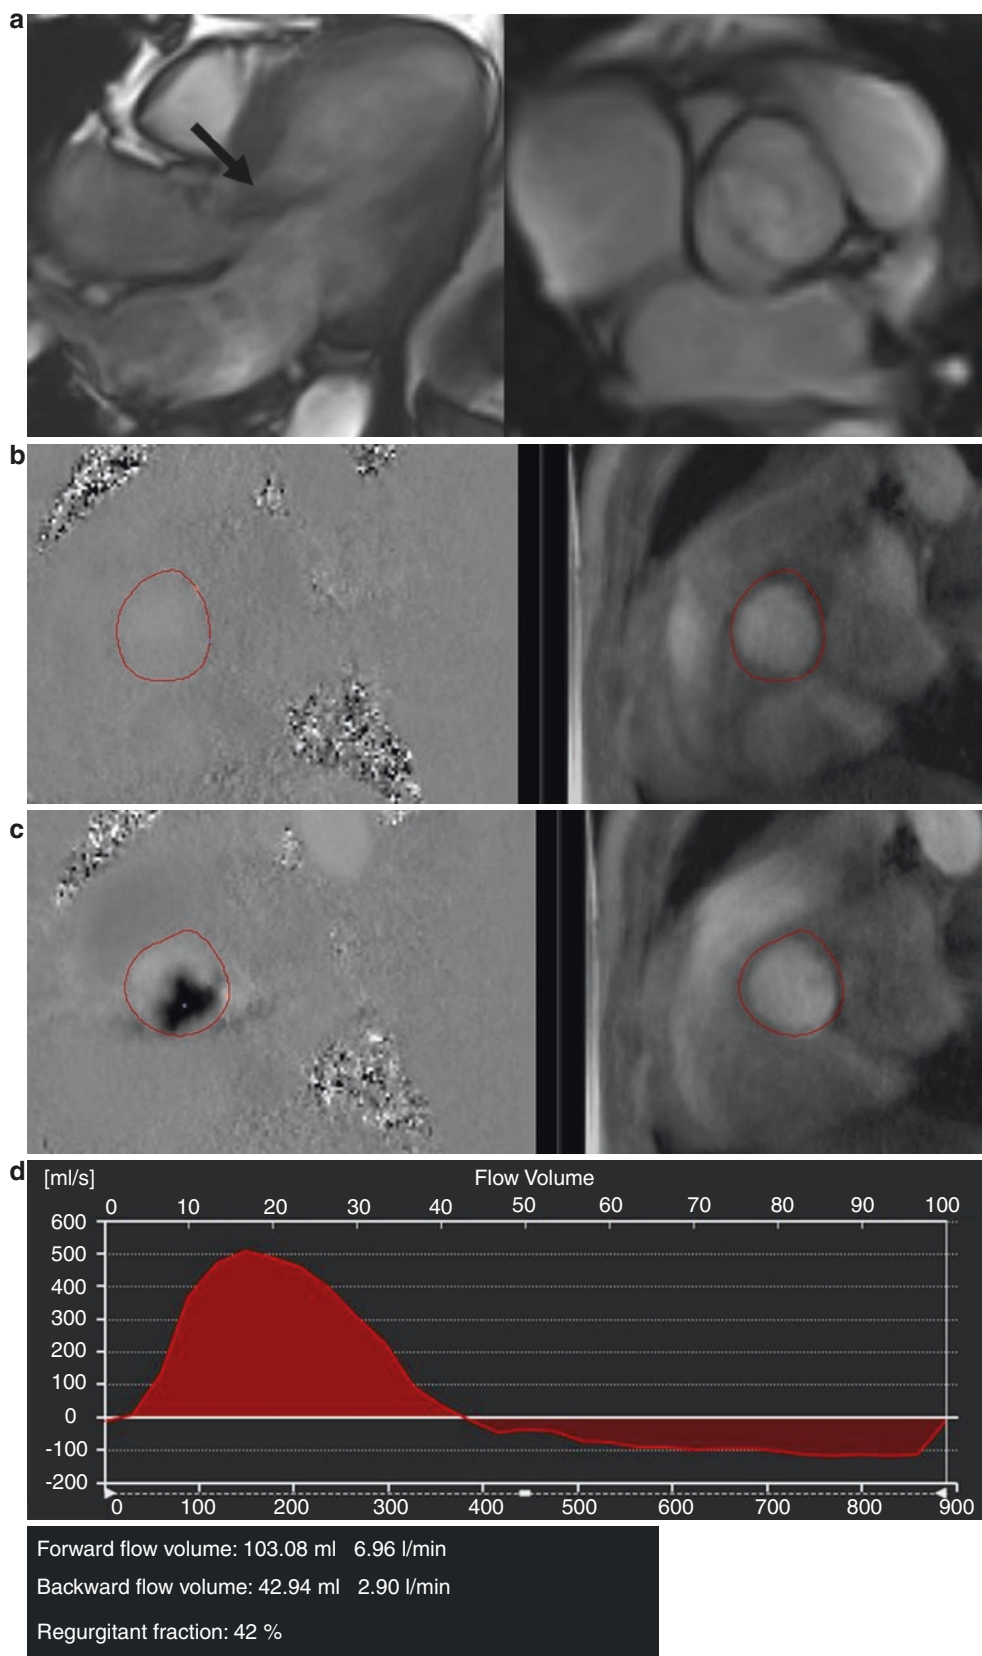 a
b
c
d
[ml/s] Flow Volume
0 10 20 30 40 50 60 70 80 90 100
600
500
400
300
200
100
0
-100
-200
0 100 200 300 400 500 600 700 800 900
Forward flow volume: 103.08 ml 6.96 l/min
Backward flow volume: 42.94 ml 2.90 l/min
Regurgitant fraction: 42 %